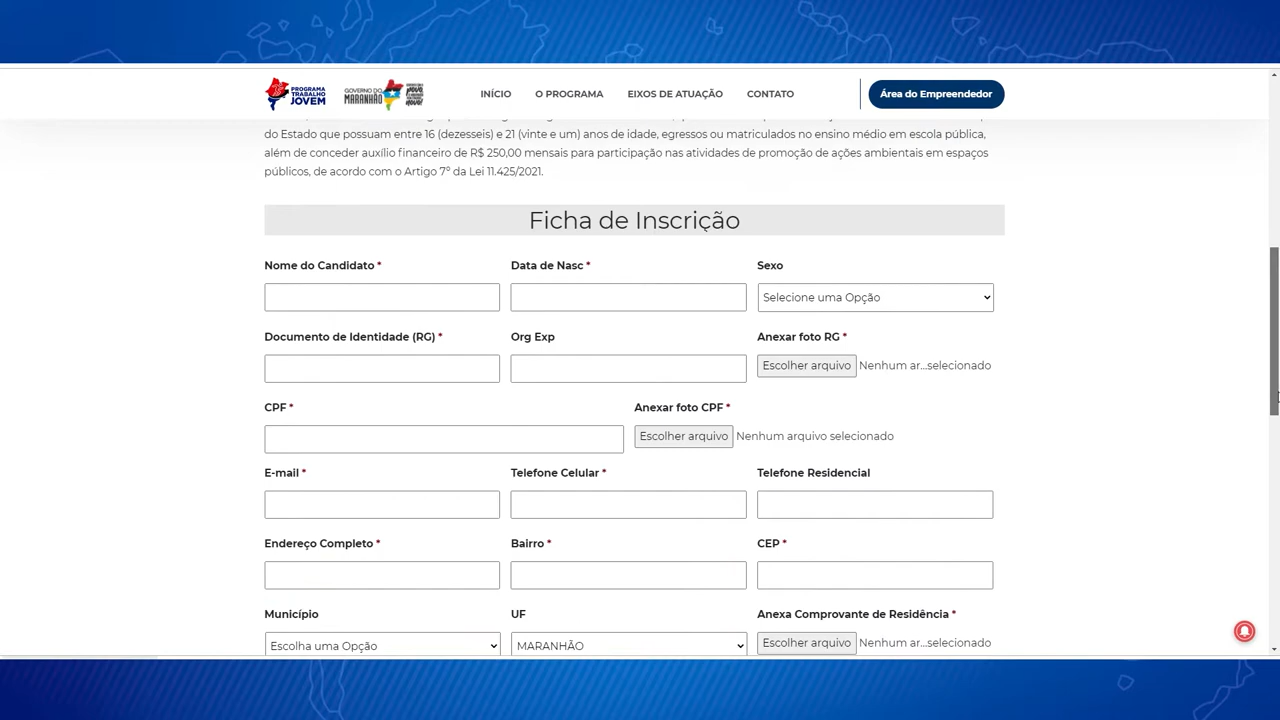 PROGRAMA
TRABALHO
JOVEM
GOVERNO DO
MARANHÃO
INÍCIO
O PROGRAMA
EIXOS DE ATUAÇÃO
CONTATO
Área do Empreendedor
do Estado que possuam entre 16 (dezesseis) e 21 (vinte e um) anos de idade, egressos ou matriculados no ensino médio em escola pública,
além de conceder auxílio financeiro de R$ 250,00 mensais para participação nas atividades de promoção de ações ambientais em espaços
públicos, de acordo com o Artigo 7º da Lei 11.425/2021.
Ficha de Inscrição
Nome do Candidato *
Data de Nasc *
Sexo
Selecione uma Opção
Documento de Identidade (RG) *
Org Exp
Anexar foto RG *
Escolher arquivo Nenhum ar...selecionado
CPF *
Anexar foto CPF *
Escolher arquivo Nenhum arquivo selecionado
E-mail *
Telefone Celular *
Telefone Residencial
Endereço Completo *
Bairro *
CEP *
Município
UF
Anexa Comprovante de Residência *
Escolha uma Opção
MARANHÃO
Escolher arquivo Nenhum ar...selecionado